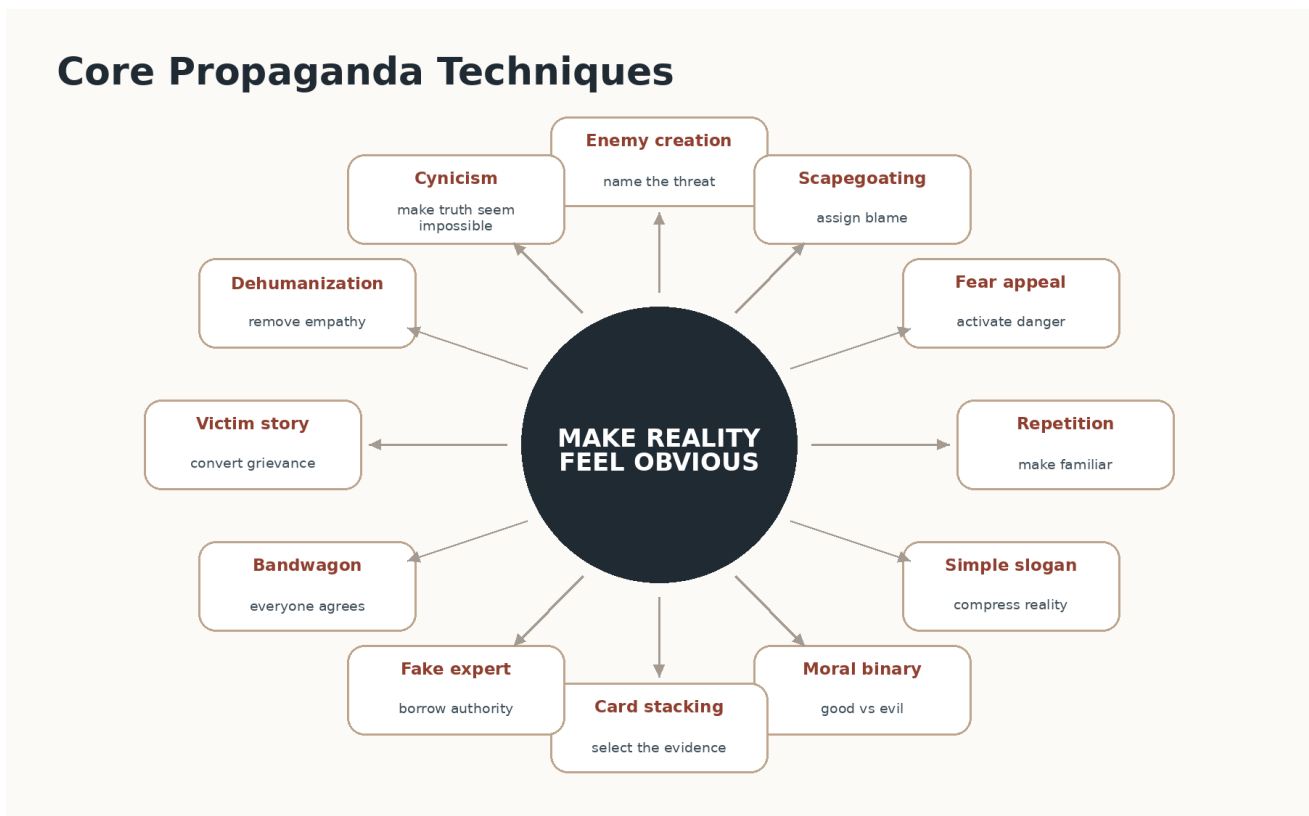 Core Propaganda Techniques
Enemy creation
name the threat
Cynicism
make truth seem
impossible
Scapegoating
assign blame
Dehumanization
remove empathy
Fear appeal
activate danger
Victim story
convert grievance
MAKE REALITY
FEEL OBVIOUS
Repetition
make familiar
Bandwagon
everyone agrees
Simple slogan
compress reality
Fake expert
borrow authority
Card stacking
select the evidence
Moral binary
good vs evil